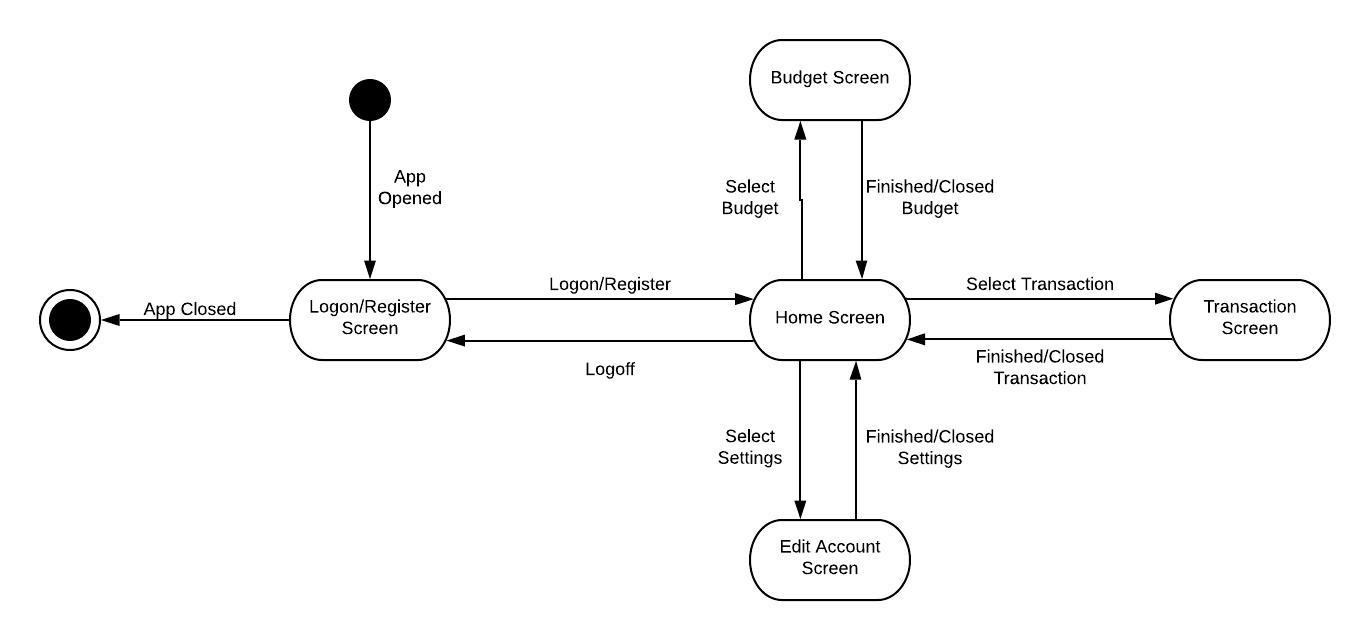 Budget Screen
App
Opened
Select
Budget
Finished/Closed
Budget
App Closed
Logon/Register
Screen
Logon/Register
Logoff
Home Screen
Select Transaction
Finished/Closed
Transaction
Transaction
Screen
Select
Settings
Finished/Closed
Settings
Edit Account
Screen